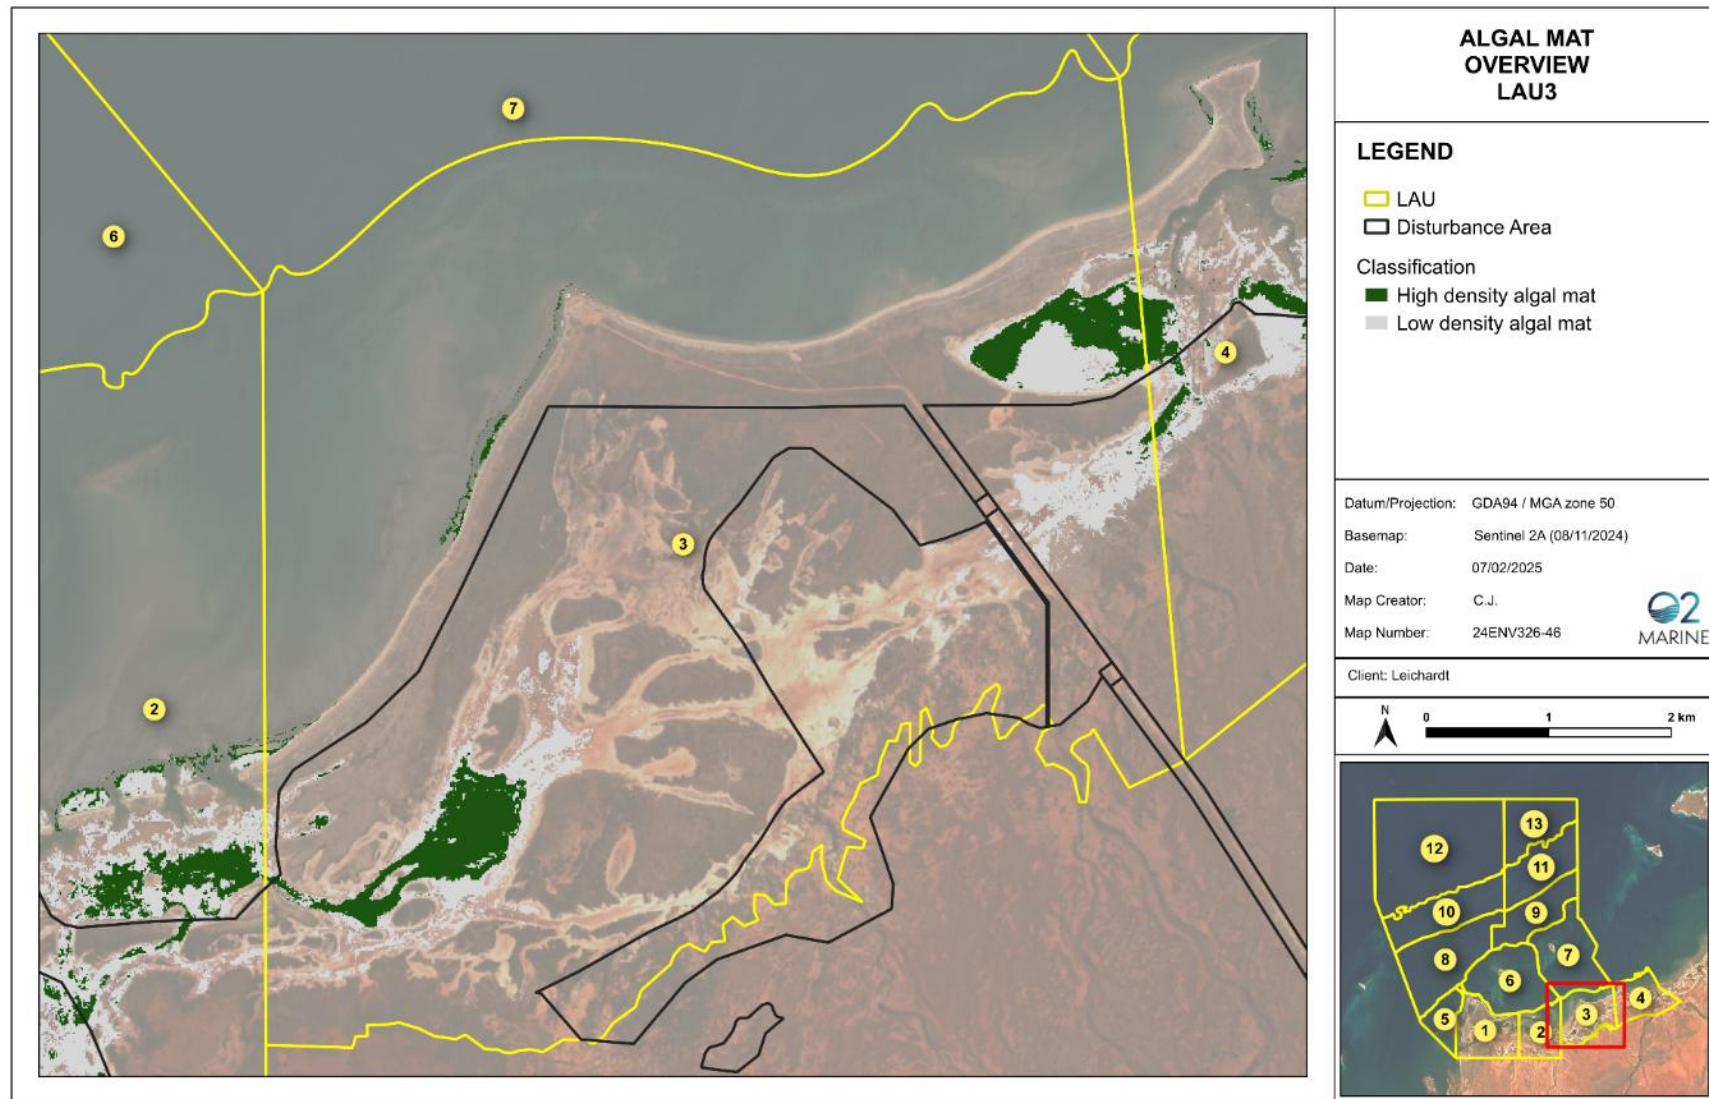 ALGAL MAT
OVERVIEW
LAU3
LEGEND
LAU
Disturbance Area
Classification
High density algal mat
Low density algal mat
Datum/Projection: GDA94 / MGA zone 50
Basemap: Sentinel 2A (08/11/2024)
Date: 07/02/2025
Map Creator: C.J.
Map Number: 24ENV326-46
O2
MARINE
Client: Leichardt
N
0 1 2 km
7
6
4
3
2
13
12
11
10
9
8
7
6
4
3
5
1
2